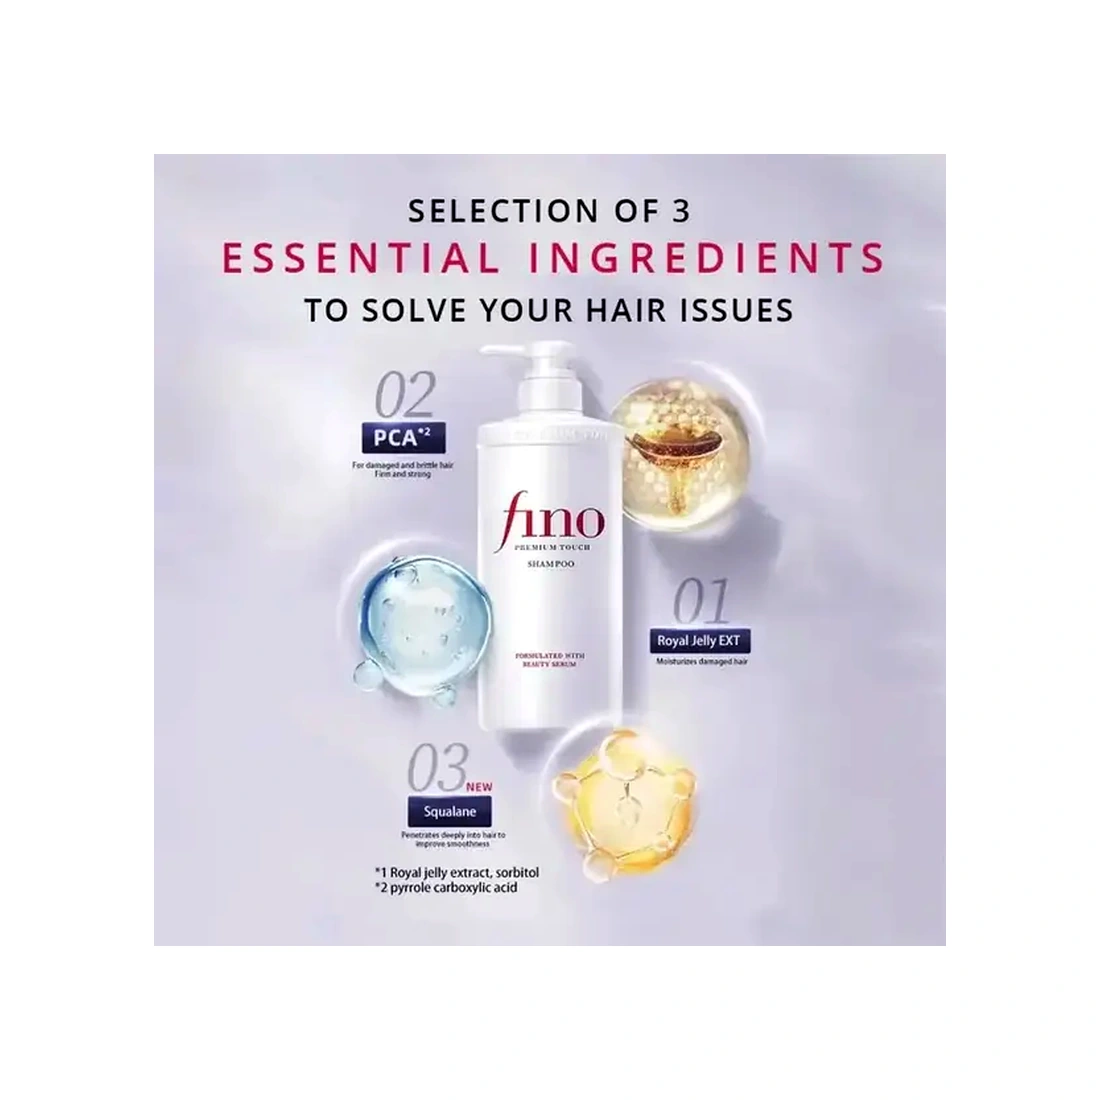 SELECTION OF 3
ESSENTIAL INGREDIENTS
TO SOLVE YOUR HAIR ISSUES
02
PCA*2
For damaged and brittle hair
Firm and strong
fino
PREMIUM TOUCH
SHAMPOO
FORMULATED WITH
BEAUTY SERUM
01
Royal Jelly EXT
Moisturizes damaged hair
03 NEW
Squalane
Penetrates deeply into hair to
improve smoothness
*1 Royal jelly extract, sorbitol
*2 pyrrole carboxylic acid